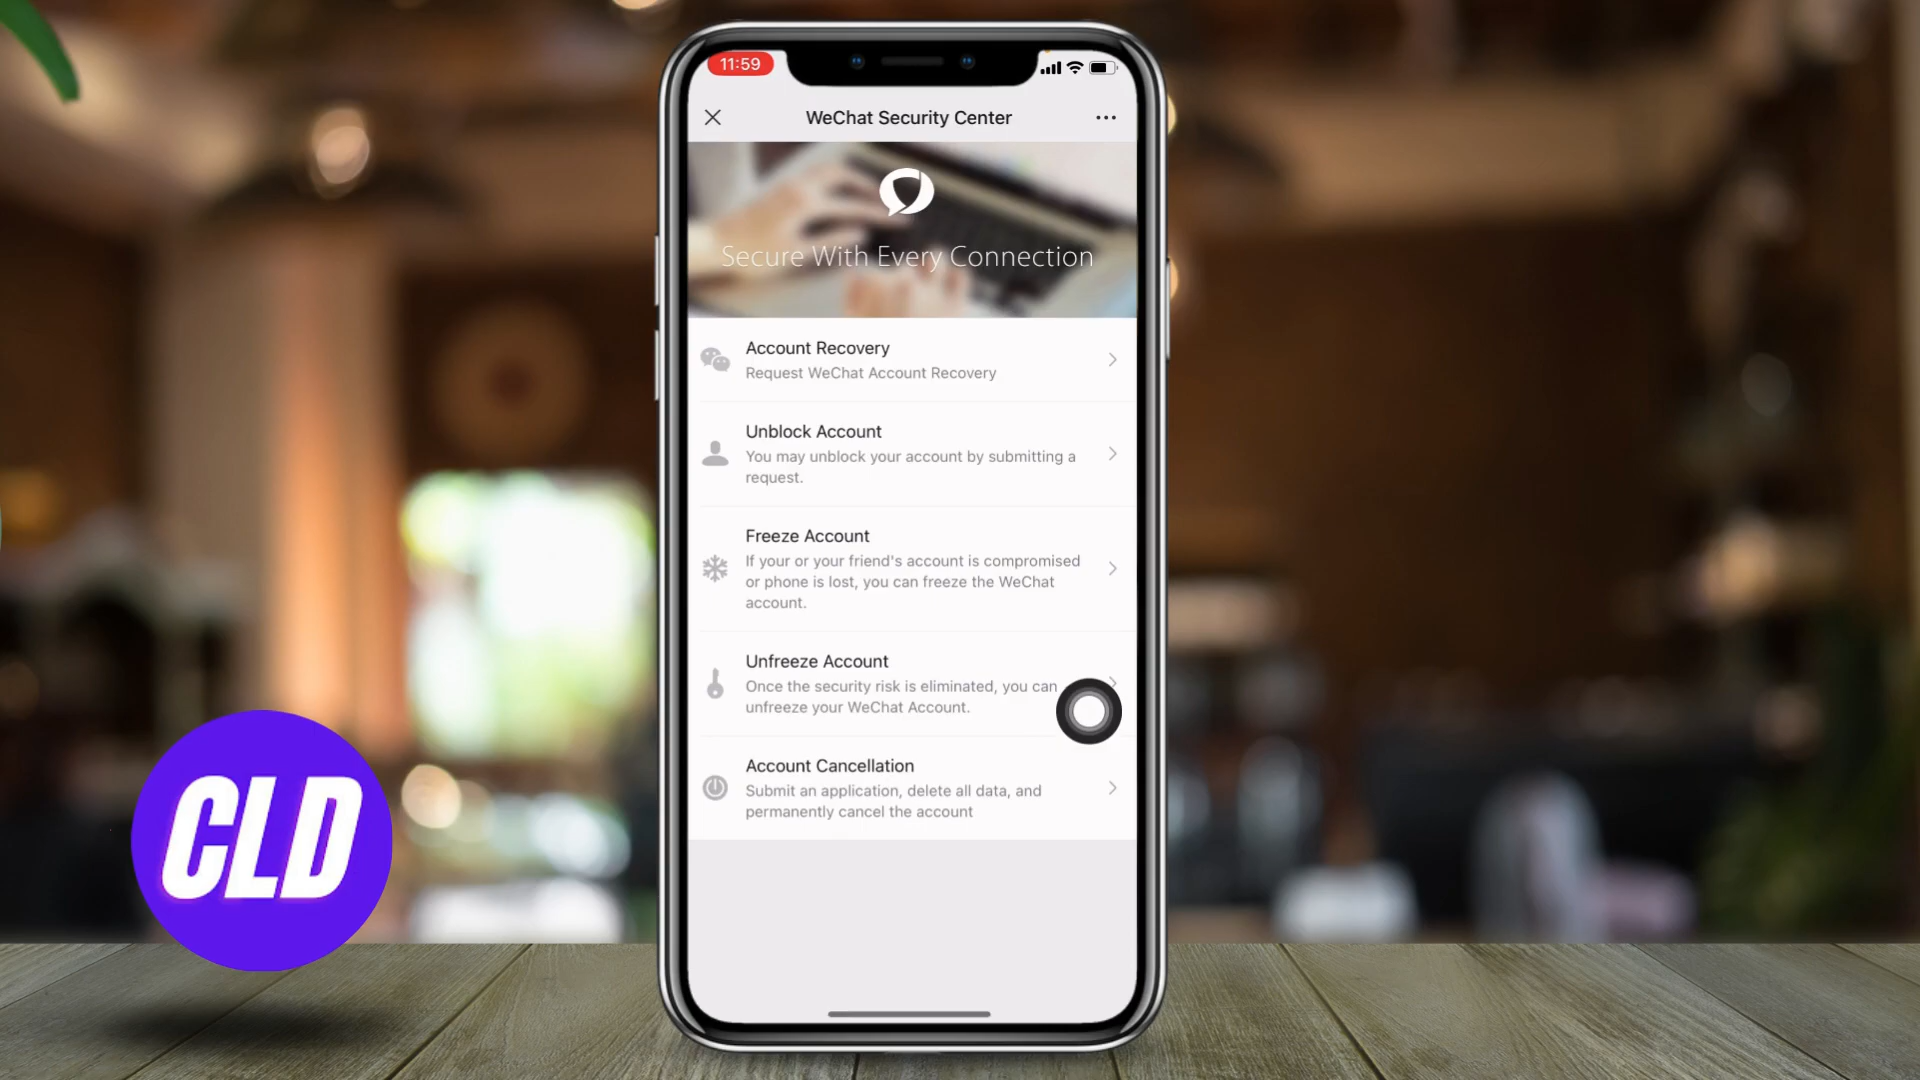 11:59
WeChat Security Center
Secure With Every Connection
Account Recovery
Request WeChat Account Recovery
Unblock Account
You may unblock your account by submitting a
request.
Freeze Account
If your or your friend's account is compromised
or phone is lost, you can freeze the WeChat
account.
Unfreeze Account
Once the security risk is eliminated, you can
unfreeze your WeChat Account.
Account Cancellation
Submit an application, delete all data, and
permanently cancel the account
CLD